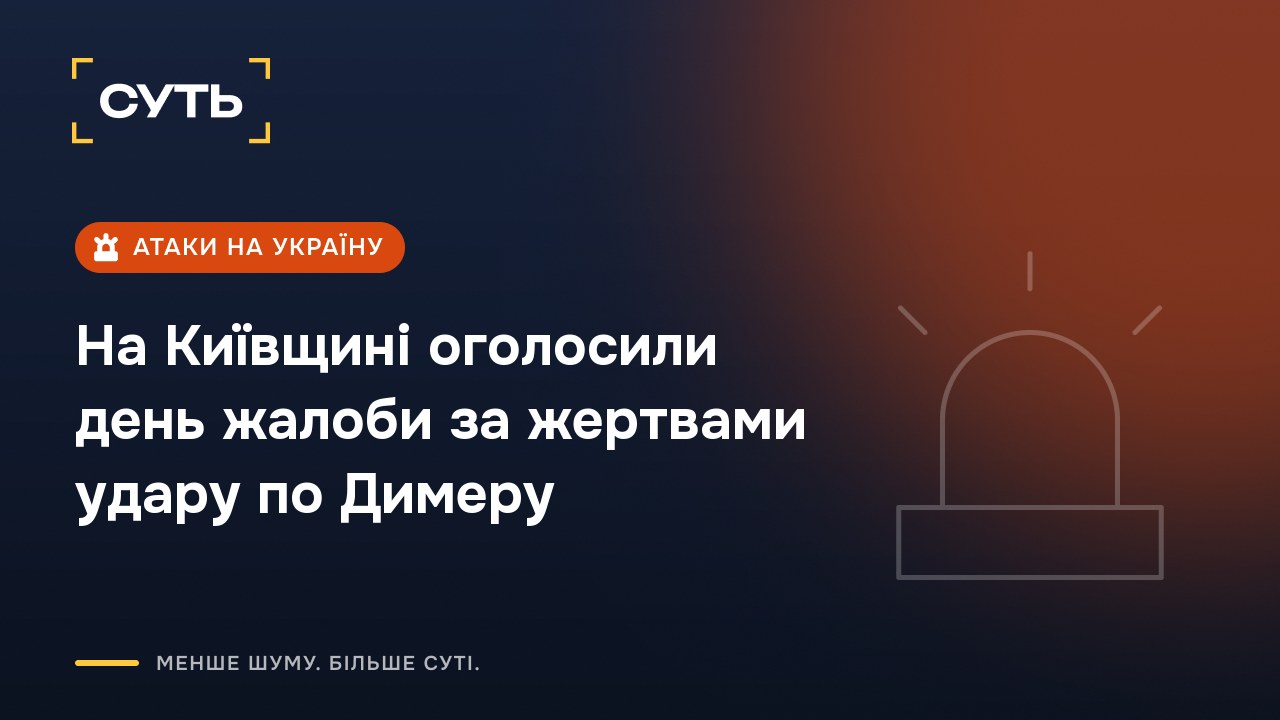 СУТЬ
АТАКИ НА УКРАЇНУ
На Київщині оголосили
день жалоби за жертвами
удару по Димеру
МЕНШЕ ШУМУ. БІЛЬШЕ СУТІ.